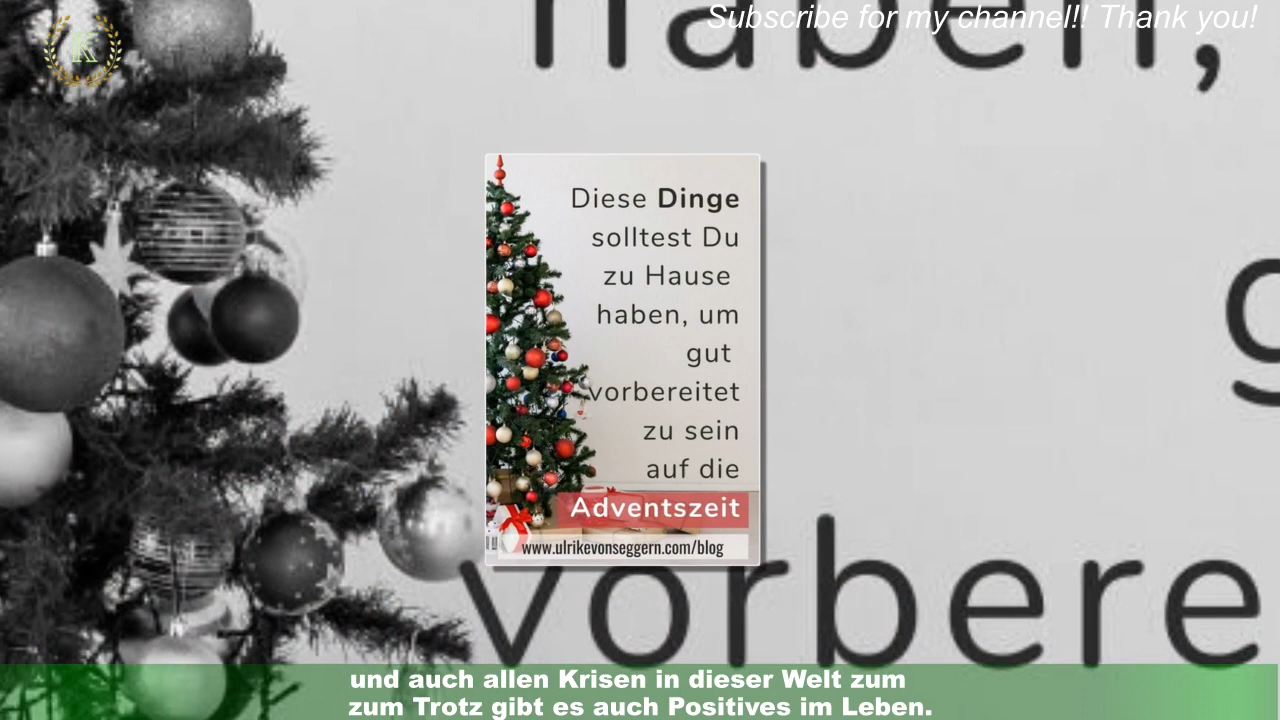 haben,
Subscribe for my channel!! Thank you!
K
Diese Dinge
solltest Du
zu Hause
haben, um
gut
vorbereitet
zu sein
auf die
Adventszeit
www.ulrikevonseggern.com/blog
g
vorbere
und auch allen Krisen in dieser Welt zum
zum Trotz gibt es auch Positives im Leben.